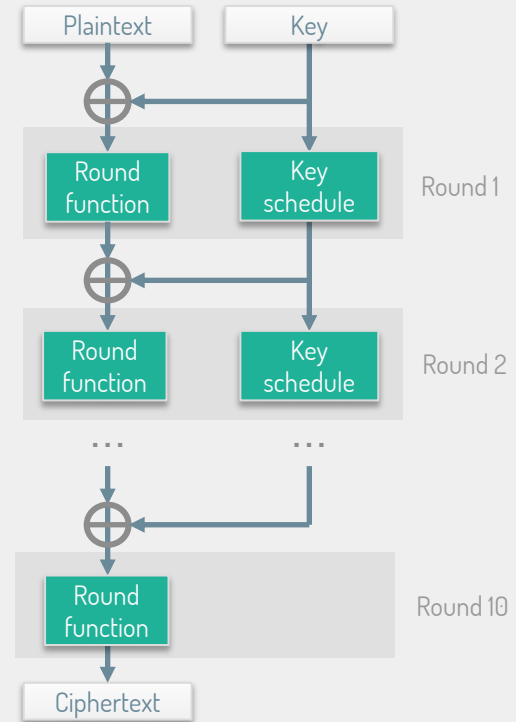 Plaintext
Key
Round
function
Key
schedule
Round 1
Round
function
Key
schedule
Round 2
...
...
Round
function
Round 10
Ciphertext